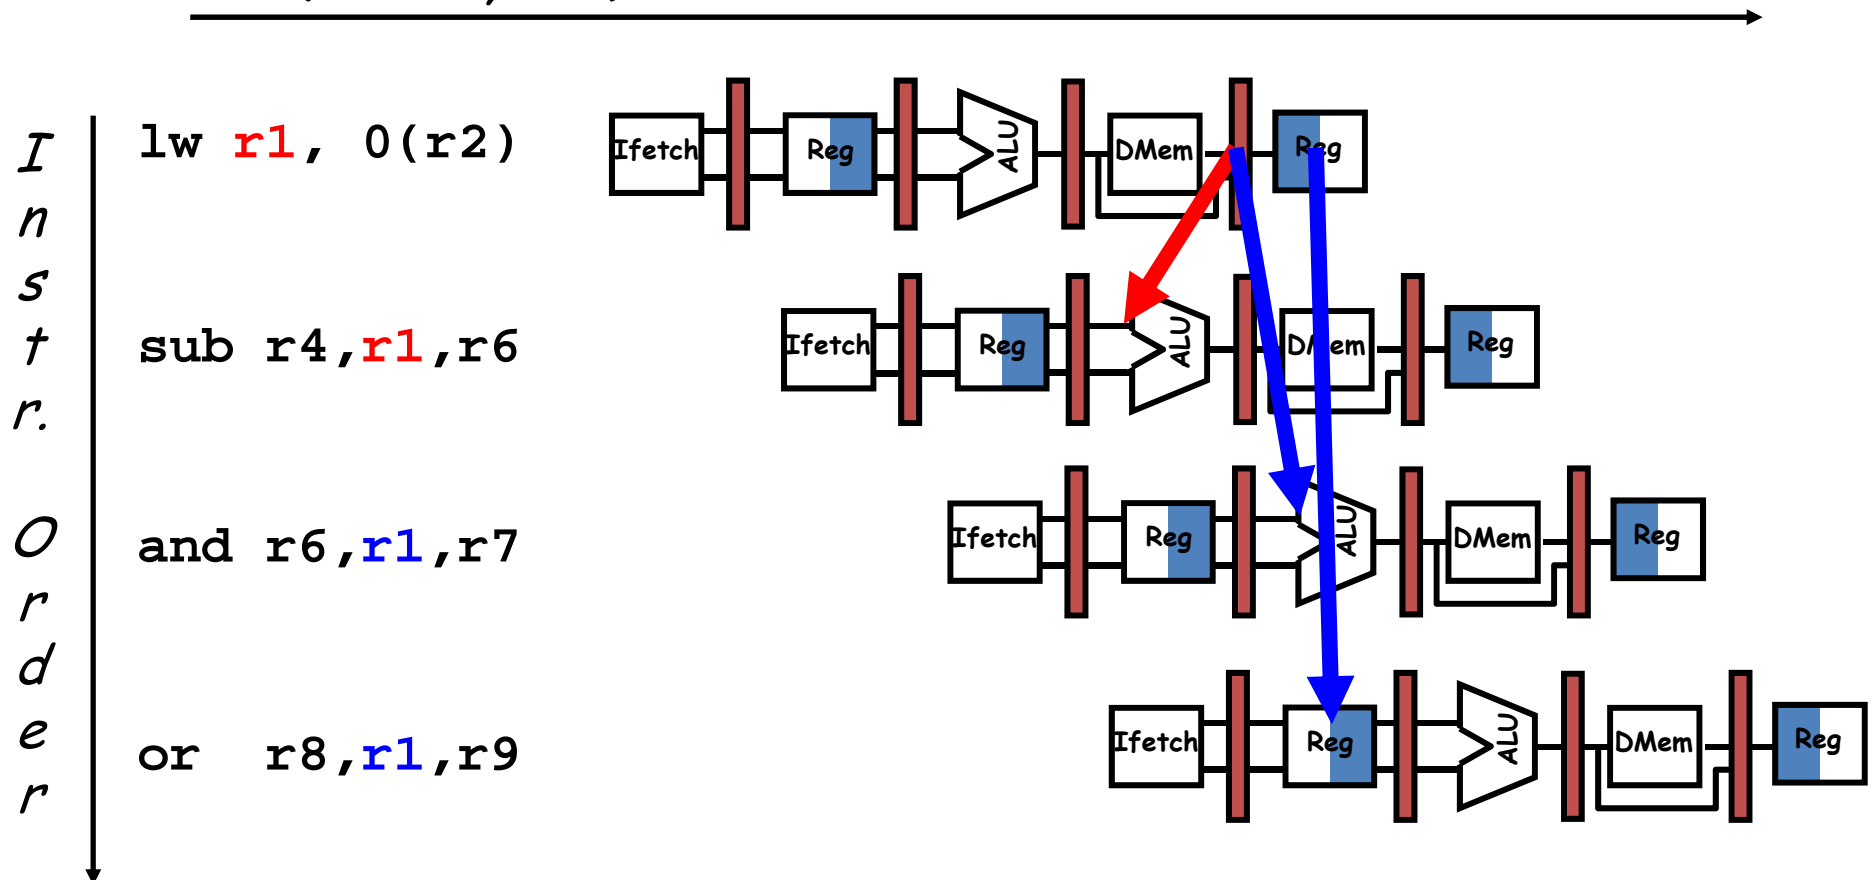 Instr. Order
lw r1, 0(r2)
Ifetch Reg ALU DMem Reg
sub r4,r1,r6
Ifetch Reg ALU DMem Reg
and r6,r1,r7
Ifetch Reg ALU DMem Reg
or r8,r1,r9
Ifetch Reg ALU DMem Reg